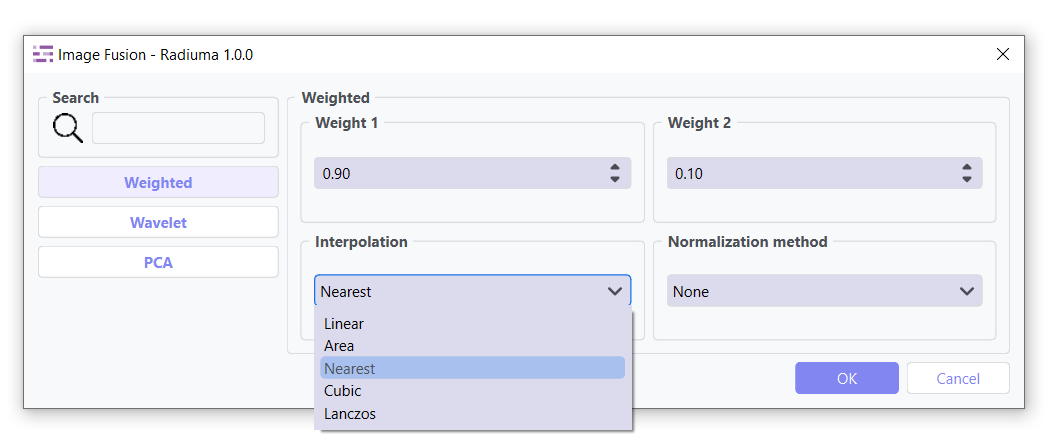 Image Fusion - Radiuma 1.0.0
Search
Weighted
Wavelet
PCA
Weighted
Weight 1
0.90
Weight 2
0.10
Interpolation
Nearest
Linear
Area
Nearest
Cubic
Lanczos
Normalization method
None
OK
Cancel